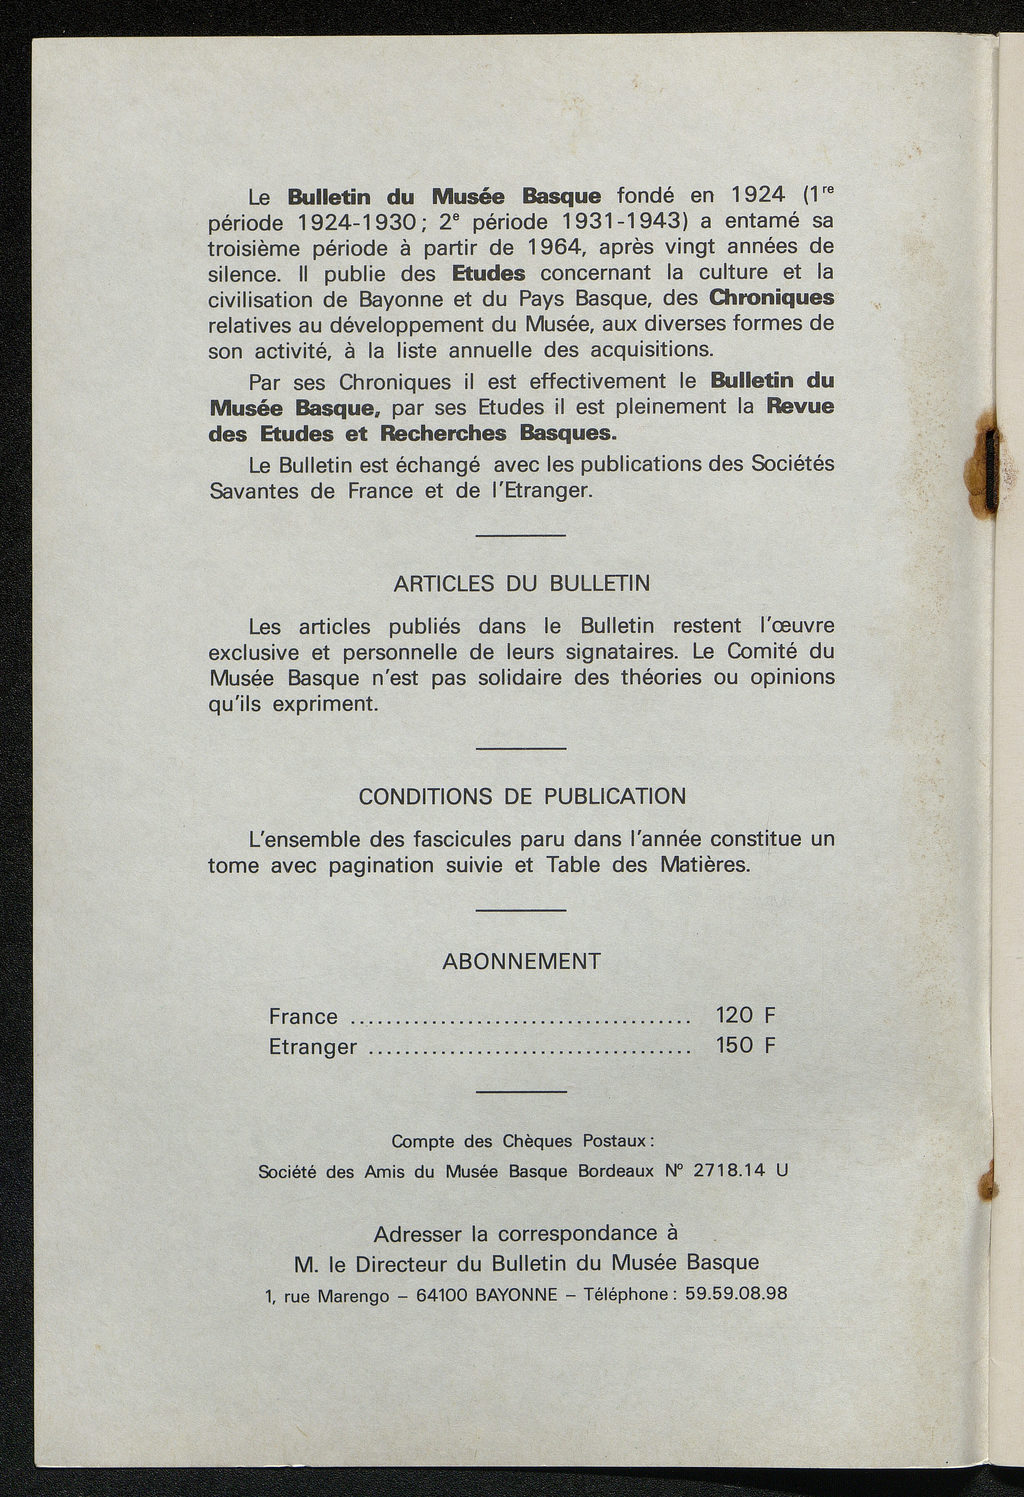 Le Bulletin du Musée Basque fondé en 1924 (1re
période 1924-1930; 2e période 1931-1943) a entamé sa
troisième période à partir de 1964, après vingt années de
silence. Il publie des Etudes concernant la culture et la
civilisation de Bayonne et du Pays Basque, des Chroniques
relatives au développement du Musée, aux diverses formes de
son activité, à la liste annuelle des acquisitions.
Par ses Chroniques il est effectivement le Bulletin du
Musée Basque, par ses Etudes il est pleinement la Revue
des Etudes et Recherches Basques.
Le Bulletin est échangé avec les publications des Sociétés
Savantes de France et de l'Etranger.
ARTICLES DU BULLETIN
Les articles publiés dans le Bulletin restent l'œuvre
exclusive et personnelle de leurs signataires. Le Comité du
Musée Basque n'est pas solidaire des théories ou opinions
qu'ils expriment.
CONDITIONS DE PUBLICATION
L'ensemble des fascicules paru dans l'année constitue un
tome avec pagination suivie et Table des Matières.
ABONNEMENT
France ...................................... 120 F
Etranger .................................... 150 F
Compte des Chèques Postaux :
Société des Amis du Musée Basque Bordeaux N° 2718.14 U
Adresser la correspondance à
M. le Directeur du Bulletin du Musée Basque
1, rue Marengo – 64100 BAYONNE – Téléphone : 59.59.08.98